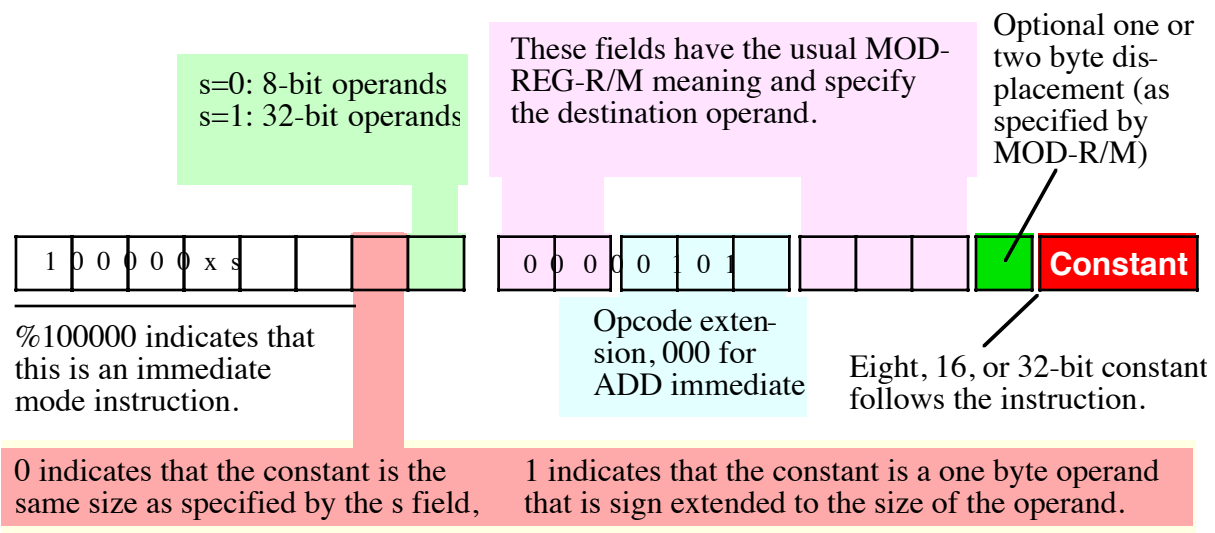 s=0: 8-bit operands
s=1: 32-bit operands
These fields have the usual MOD-
REG-R/M meaning and specify
the destination operand.
Optional one or
two byte dis-
placement (as
specified by
MOD-R/M)
1 0 0 0 0 0 x s
0 0 0 0 0 1 0 1
Constant
%100000 indicates that
this is an immediate
mode instruction.
Opcode exten-
sion, 000 for
ADD immediate
Eight, 16, or 32-bit constant
follows the instruction.
0 indicates that the constant is the
same size as specified by the s field,
1 indicates that the constant is a one byte operand
that is sign extended to the size of the operand.